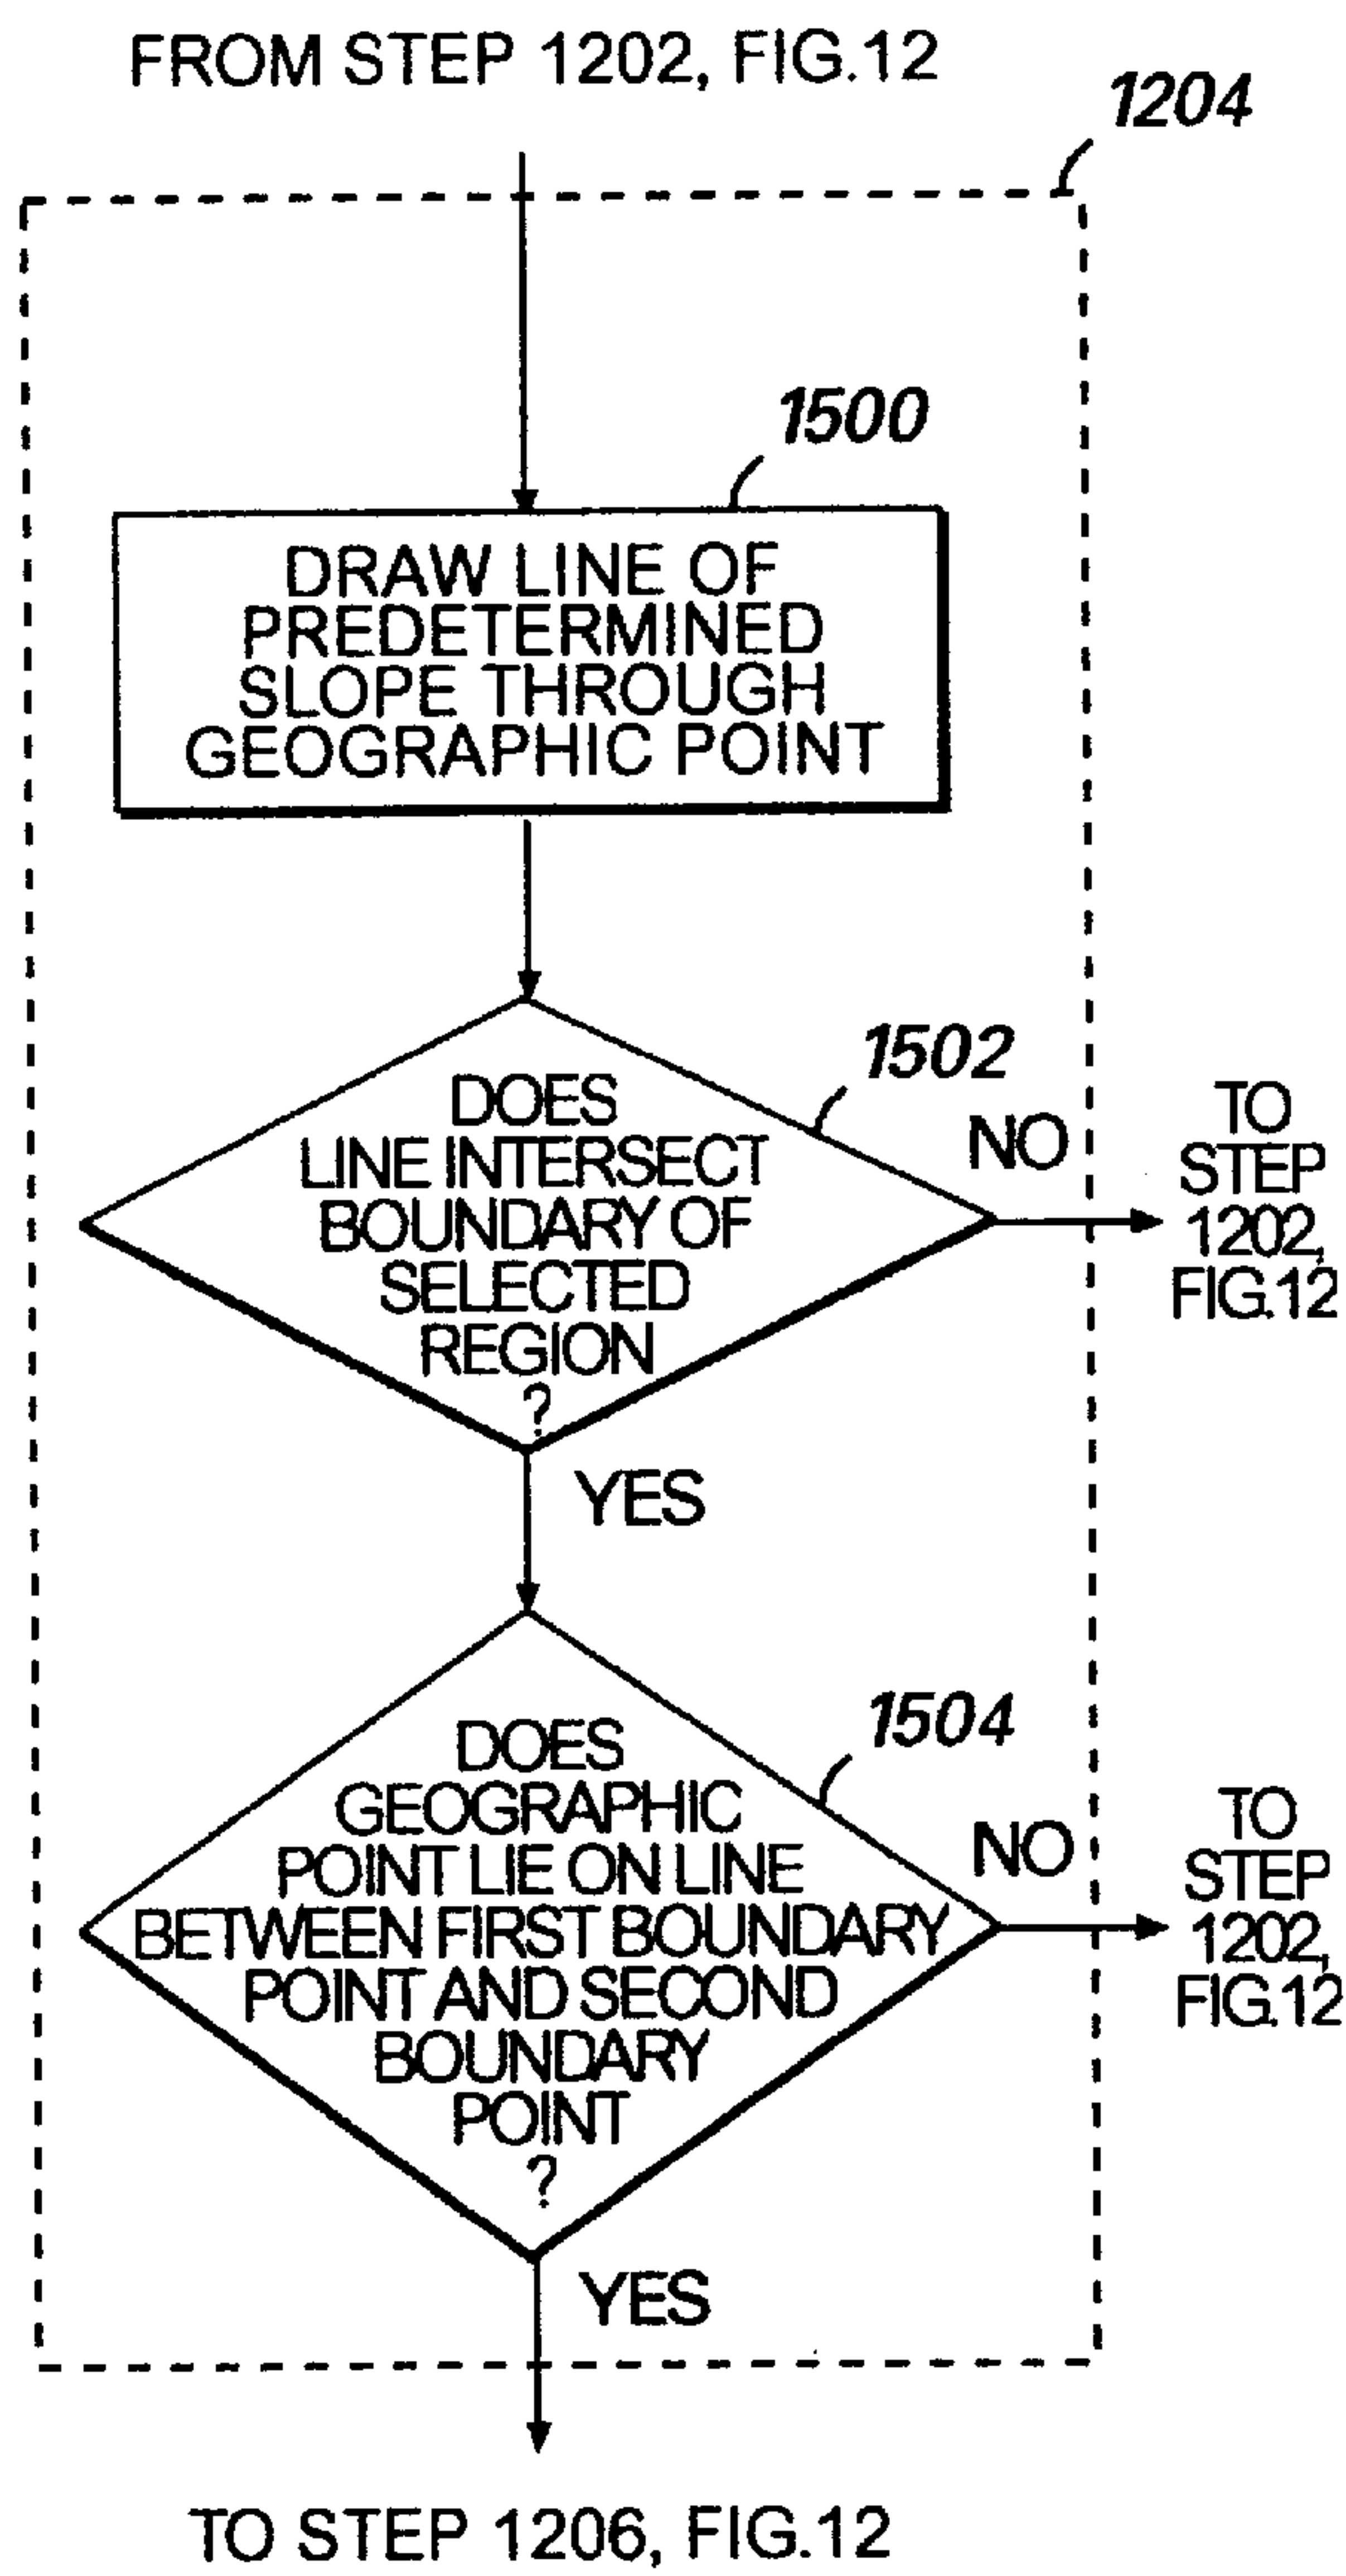 FROM STEP 1202, FIG.12
1204
1500
DRAW LINE OF
PREDETERMINED
SLOPE THROUGH
GEOGRAPHIC POINT
1502
DOES
LINE INTERSECT
BOUNDARY OF
SELECTED
REGION
?
NO
TO
STEP
1202,
FIG.12
YES
1504
DOES
GEOGRAPHIC
POINT LIE ON LINE
BETWEEN FIRST BOUNDARY
POINT AND SECOND
BOUNDARY
POINT
?
NO
TO
STEP
1202,
FIG.12
YES
TO STEP 1206, FIG.12